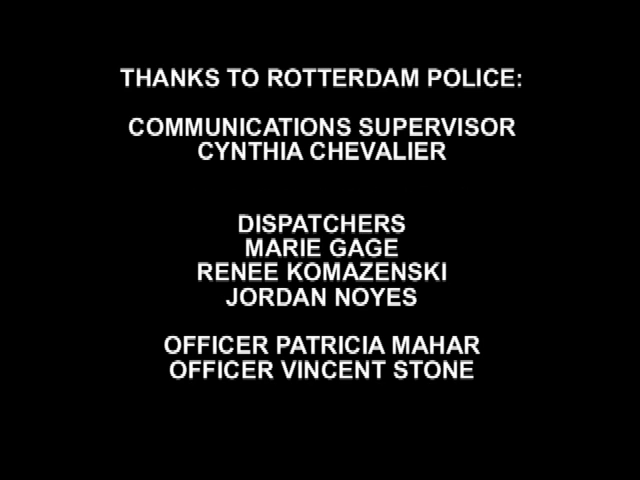 THANKS TO ROTTERDAM POLICE:
COMMUNICATIONS SUPERVISOR
CYNTHIA CHEVALIER
DISPATCHERS
MARIE GAGE
RENEE KOMAZENSKI
JORDAN NOYES
OFFICER PATRICIA MAHAR
OFFICER VINCENT STONE